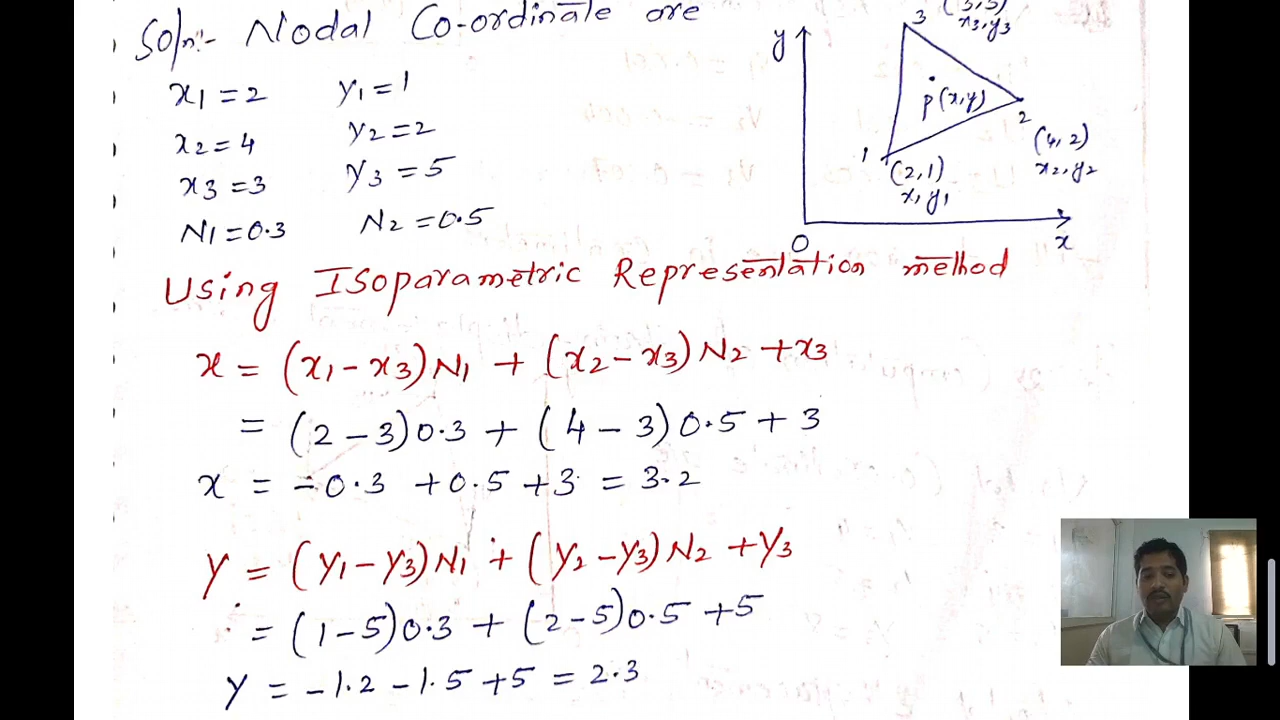 Soln:- Nodal Co-ordinate are
x1 = 2 y1 = 1
x2 = 4 y2 = 2
x3 = 3 y3 = 5
N1 = 0.3 N2 = 0.5
y
3
x3, y3
p(x,y)
2
(4, 2)
x2, y2
1
(2,1)
x, y1
0
x
Using Isoparametric Representation method
x = (x1 - x3) N1 + (x2 - x3) N2 + x3
= (2 - 3) 0.3 + (4 - 3) 0.5 + 3
x = -0.3 + 0.5 + 3 = 3.2
y = (y1 - y3) N1 + (y2 - y3) N2 + y3
= (1 - 5) 0.3 + (2 - 5) 0.5 + 5
y = -1.2 - 1.5 + 5 = 2.3